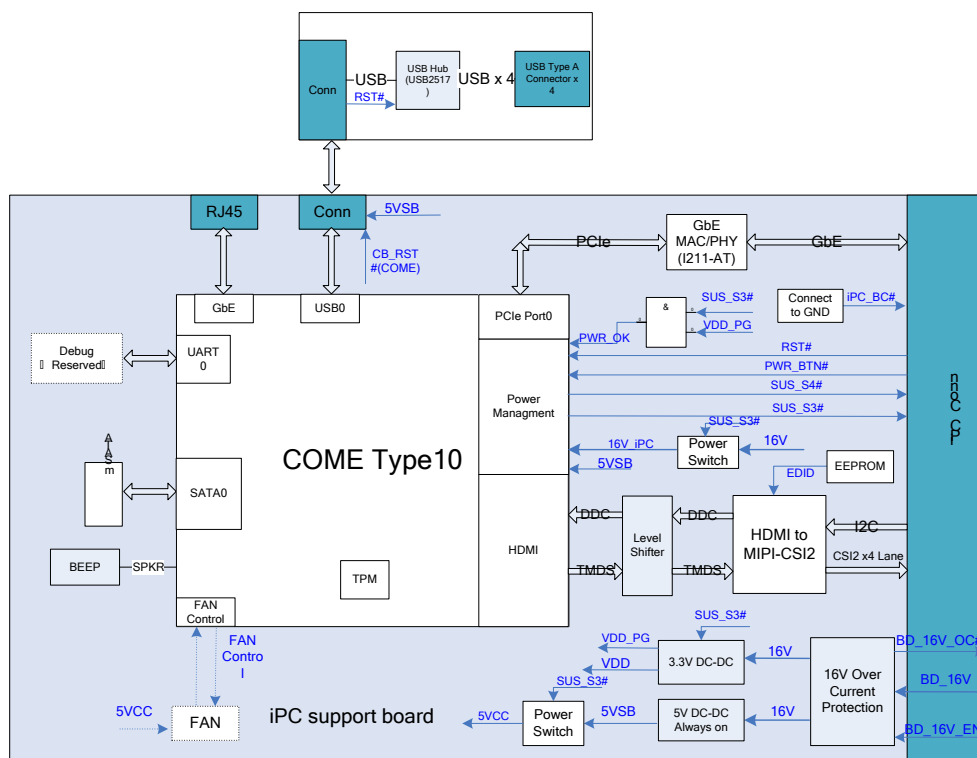 Conn
USB
RST#
USB Hub
(USB2517
)
USB x 4
USB Type A
Connector x
4
RJ45
Conn
5VSB
CB_RST
#(COME)
PCIe
GbE
MAC/PHY
(I211-AT)
GbE
GbE
USB0
PCIe Port0
&
SUS_S3#
VDD_PG
PWR_OK
Connect
to GND
iPC_BC#
Debug
Reserved
UART
0
RST#
PWR_BTN#
SUS_S4#
SUS_S3#
Power
Managment
SUS_S3#
16V_iPC
Power
Switch
16V
5VSB
COME Type10
SATA0
EEPROM
EDID
DDC
DDC
HDMI
Level
Shifter
HDMI to
MIPI-CSI2
I2C
CSI2 x4 Lane
TMDS
TMDS
BEEP
SPKR
TPM
FAN
Control
FAN
Contro
l
SUS_S3#
VDD_PG
VDD
3.3V DC-DC
16V
16V Over
Current
Protection
BD_16V_OC#
BD_16V
BD_16V_EN
SUS_S3#
5VCC
FAN
iPC support board
5VCC
Power
Switch
5VSB
5V DC-DC
Always on
16V